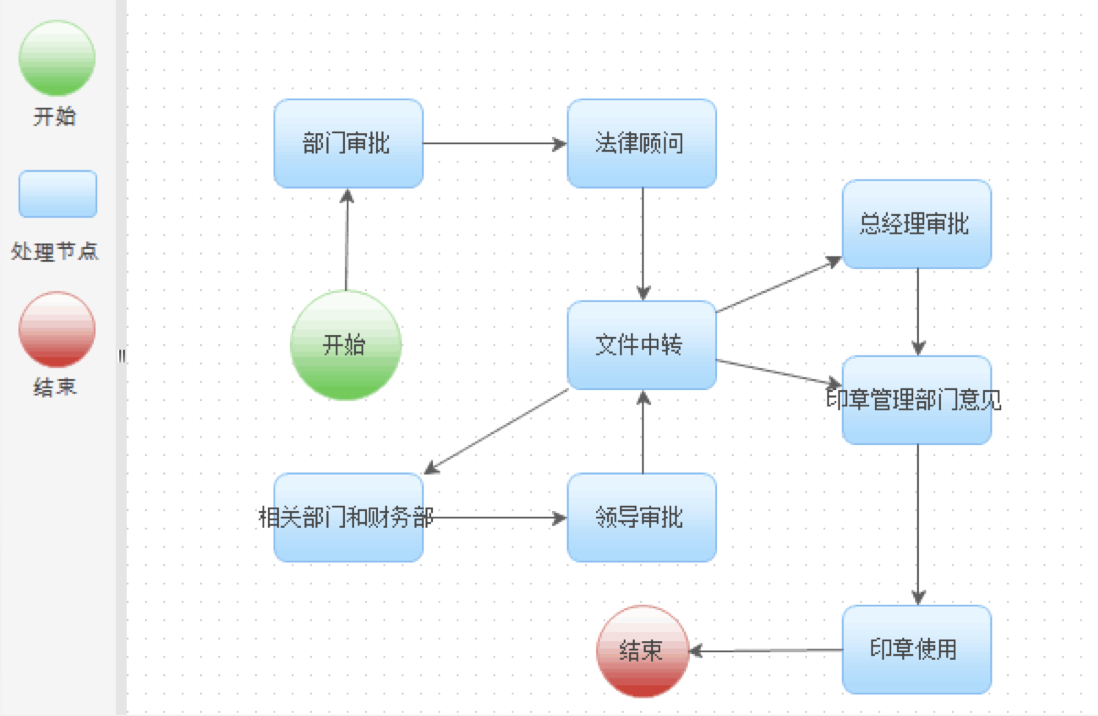 开始
处理节点
结束
部门审批
法律顾问
总经理审批
开始
文件中转
印章管理部门意见
相关部门和财务部
领导审批
结束
印章使用